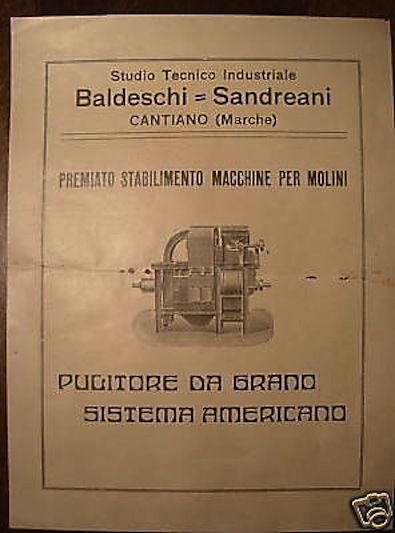 Studio Tecnico Industriale
Baldeschi = Sandreani
CANTIANO (Marche)
PREMIATO STABILIMENTO MACCHINE PER MOLINI
PULITORE DA GRANO
SISTEMA AMERICANO